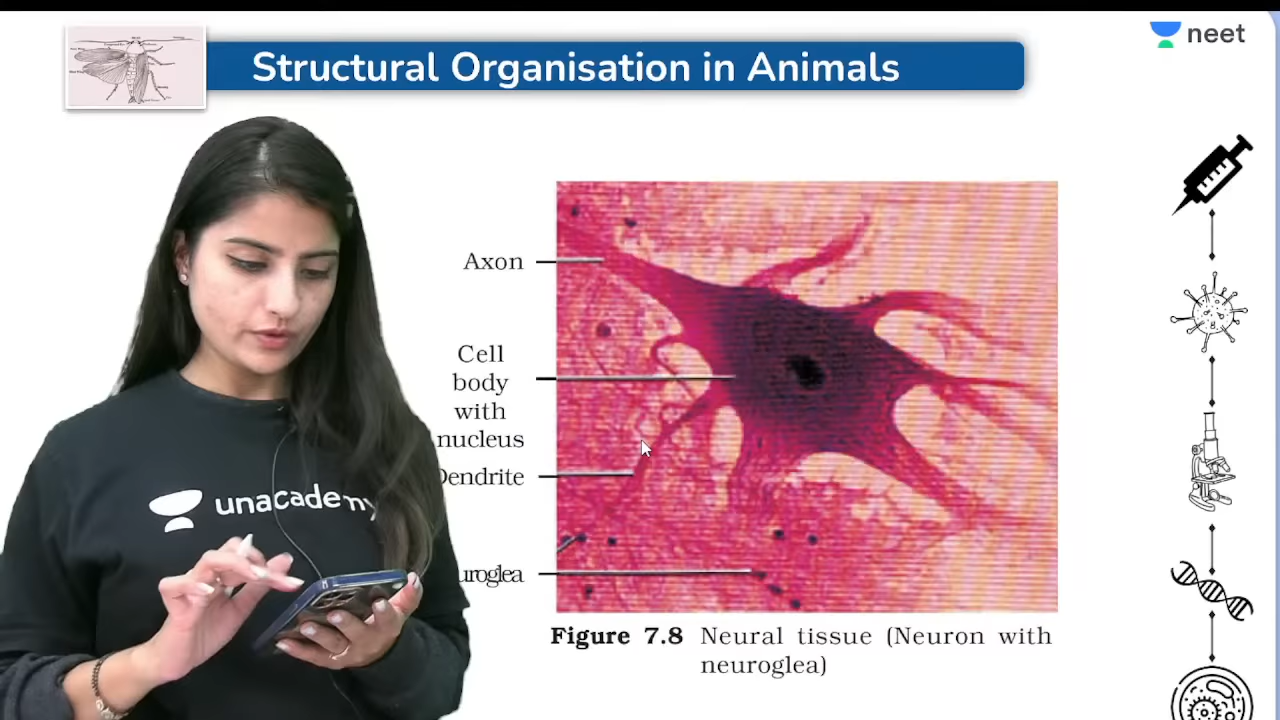 neet
Structural Organisation in Animals
Axon
Cell
body
with
nucleus
Dendrite
uroglea
unacademy
Figure 7.8 Neural tissue (Neuron with
neuroglea)